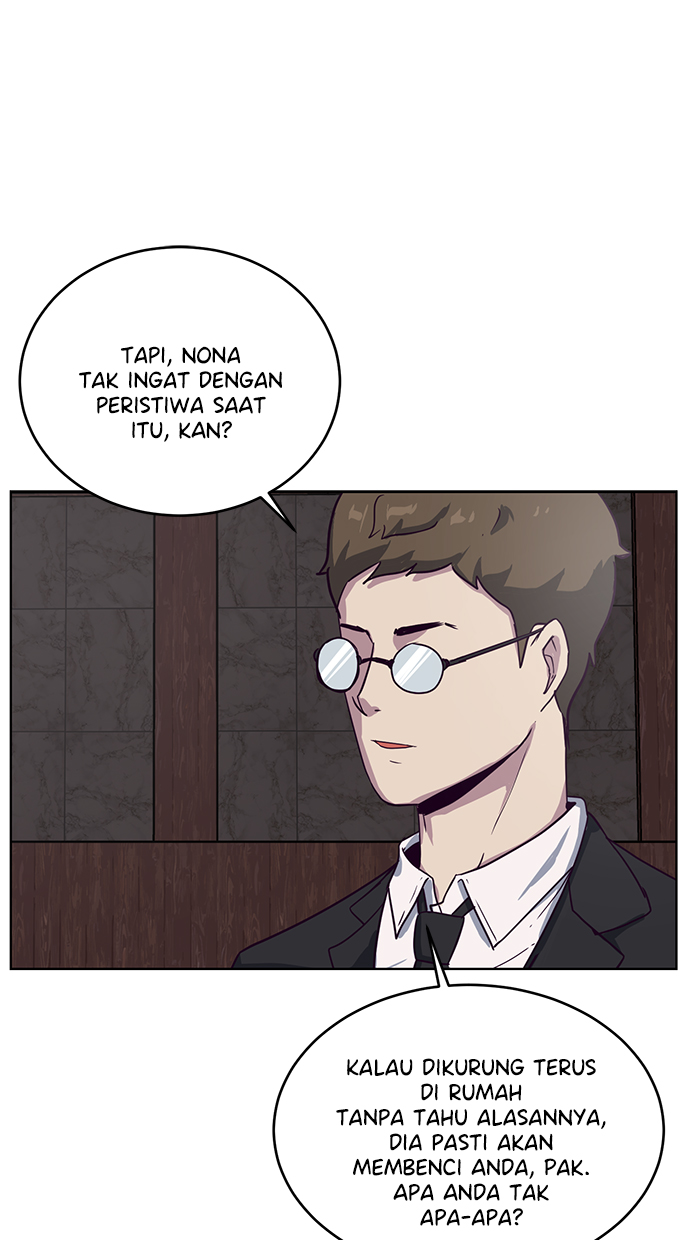 TAPI, NONA
TAK INGAT DENGAN
PERISTIWA SAAT
ITU, KAN?
KALAU DIKURUNG TERUS
DI RUMAH
TANPA TAHU ALASANNYA,
DIA PASTI AKAN
MEMBENCI ANDA, PAK.
APA ANDA TAK
APA-APA?